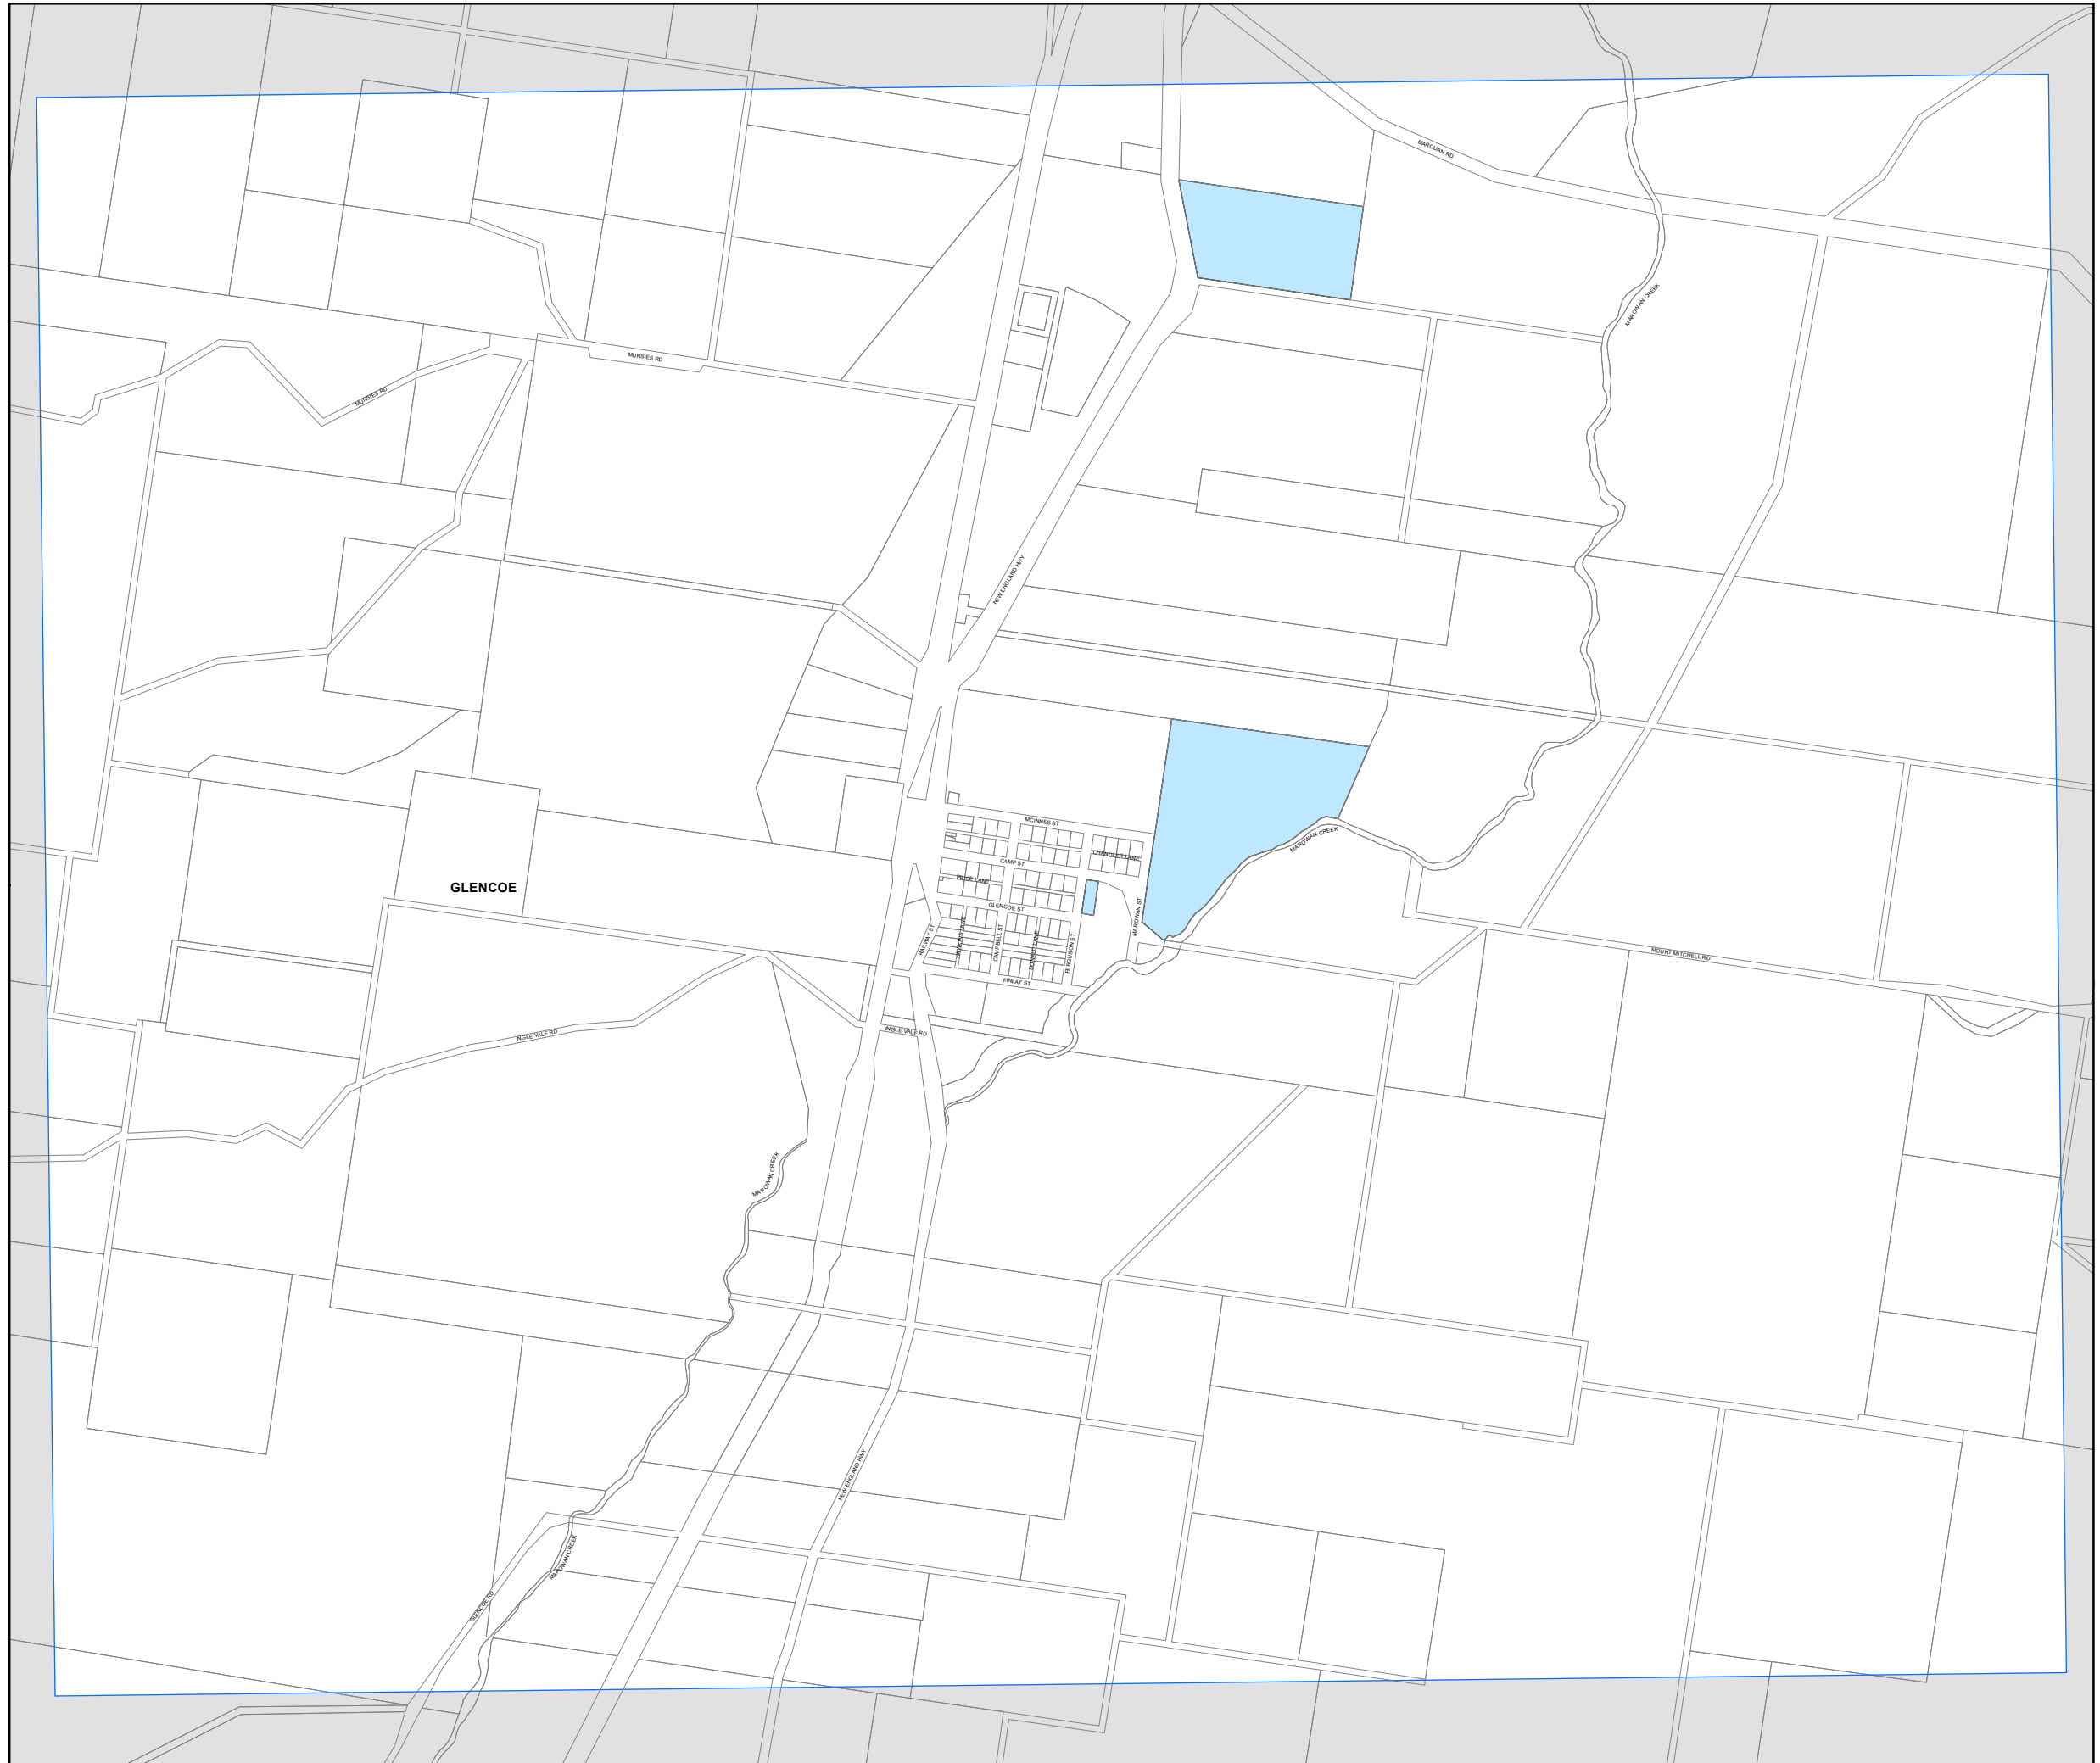 MAROUAN RD
MAROWAN CREEK
MUNSIES RD
MUNSIES RD
NEW ENGLAND HWY
MCINNES ST
MAROWAN CREEK
CHANDLER LANE
CAMP ST
PRICE LANE
GLENCOE
GLENCOE ST
MAROWAN ST
RAILWAY ST
CAMPBELL ST
FERGUSON ST
MOUNT MITCHELL RD
FINLAY ST
INGLE VALE RD
INGLE VALE RD
MAROWAN CREEK
NEW ENGLAND HWY
MAROWAN CREEK
GLENCOE RD